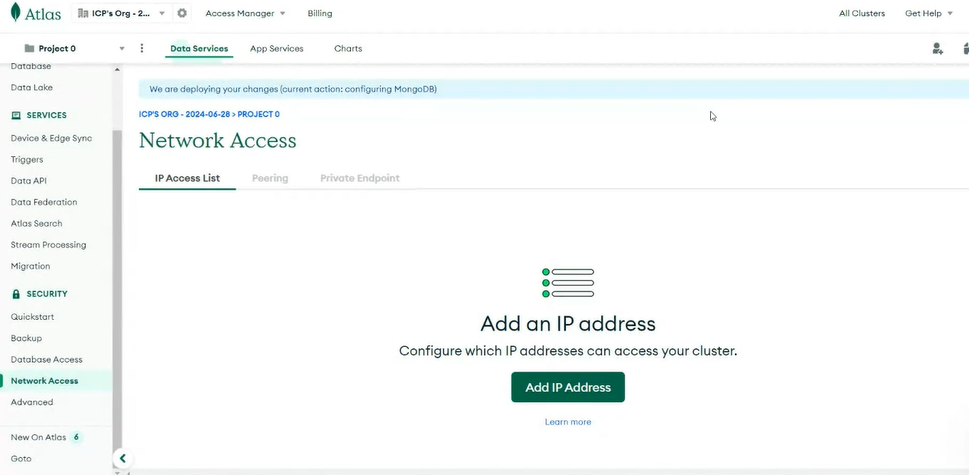 Atlas
ICP's Org - 2...
Access Manager
Billing
All Clusters
Get Help
Project 0
Data Services
App Services
Charts
Database
Data Lake
SERVICES
Device & Edge Sync
Triggers
Data API
Data Federation
Atlas Search
Stream Processing
Migration
SECURITY
Quickstart
Backup
Database Access
Network Access
Advanced
New On Atlas 6
Goto
We are deploying your changes (current action: configuring MongoDB)
ICP'S ORG - 2024-06-28 > PROJECT 0
Network Access
IP Access List
Peering
Private Endpoint
Add an IP address
Configure which IP addresses can access your cluster.
Add IP Address
Learn more